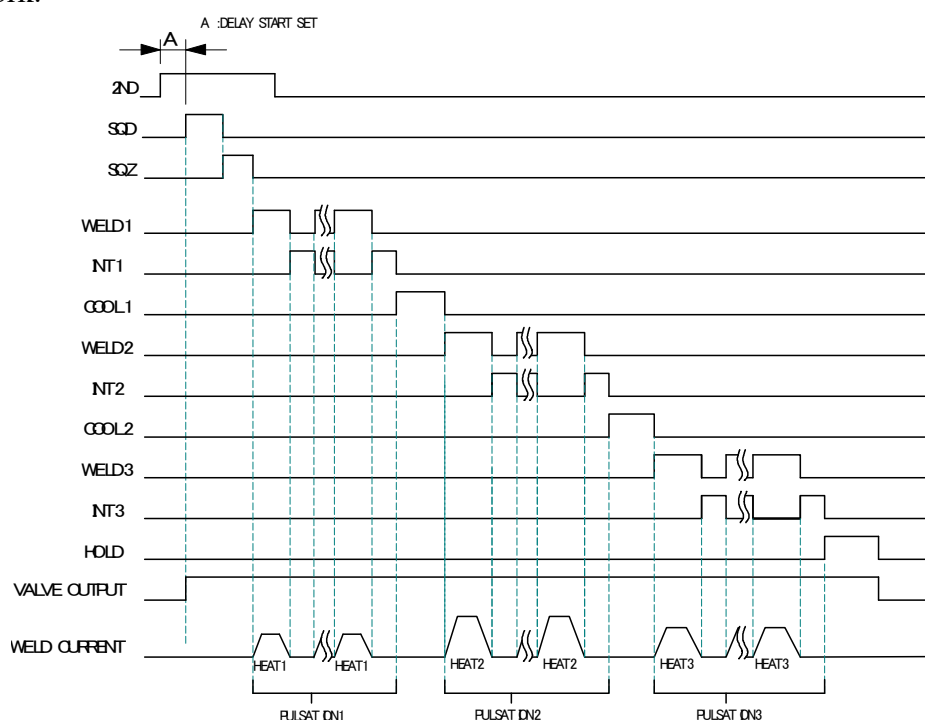 ork.
A :DELAY START SET
A
2ND
SQD
SQZ
WELD1
INT1
COOL1
WELD2
INT2
COOL2
WELD3
INT3
HOLD
VALVE OUTPUT
WELD CURRENT
HEAT1 HEAT1 HEAT2 HEAT2 HEAT3 HEAT3
PULSATION1 PULSATION2 PULSATION3